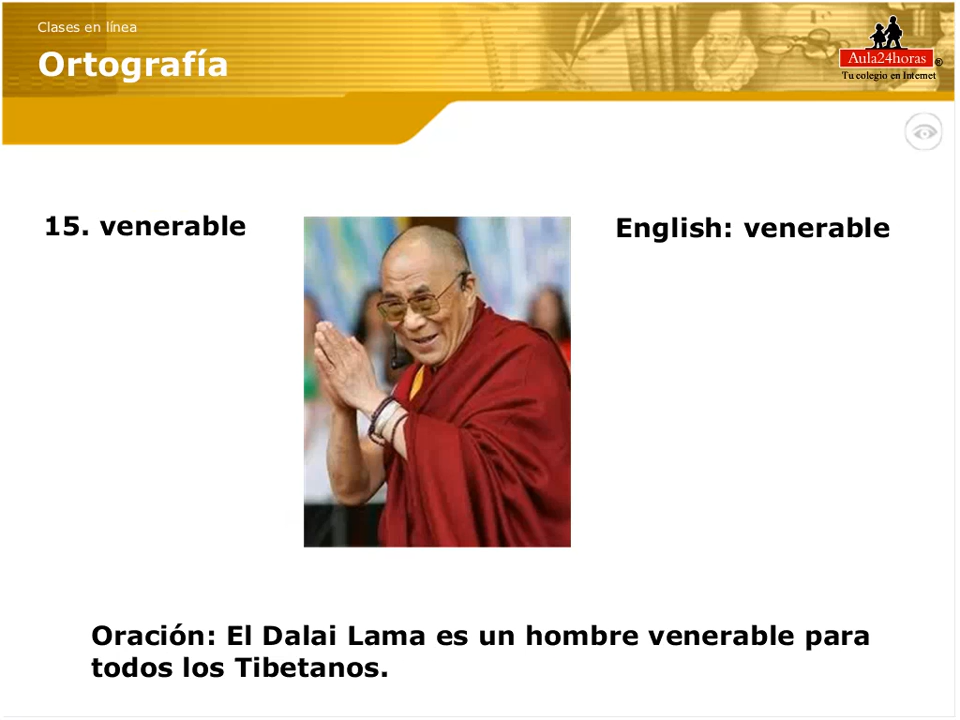 Clases en línea
Ortografía
Aula24horas ®
Tu colegio en Internet
15. venerable
English: venerable
Oración: El Dalai Lama es un hombre venerable para
todos los Tibetanos.